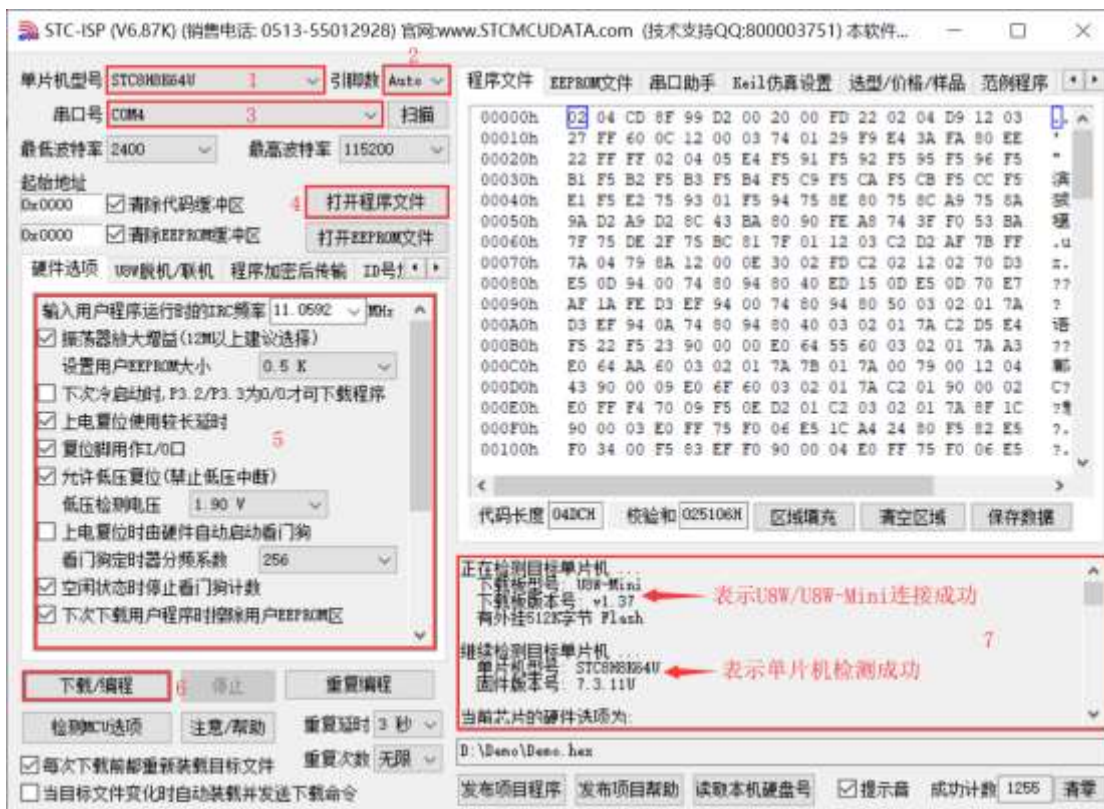 STC-ISP (V6.87K) (销售电话: 0513-55012928) 官网:www.STCMCUDATA.com (技术支持QQ:800003751) 本软件...
单片机型号 STC8H8K64U 1 引脚数 Auto 2
串口号 COM4 3 扫描
最低波特率 2400 最高波特率 115200
起始地址
0x0000 清除代码缓冲区 4 打开程序文件
0x0000 清除EEPROM缓冲区 打开EEPROM文件
硬件选项 U8W脱机/联机 程序加密后传输
输入用户程序运行时的IRC频率 11.0592 MHz
振荡器放大增益(12M以上建议选择)
设置用户EEPROM大小 0.5 K
下次冷启动时,P3.2/P3.3为0/0才可下载程序
上电复位使用较长延时
5
复位脚用作I/O口
允许低压复位(禁止低压中断)
低压检测电压 1.90 V
上电复位时由硬件自动启动看门狗
看门狗定时器分频系数 256
空闲状态时停止看门狗计数
下次下载用户程序时擦除用户EEPROM区
下载/编程 6 停止 重复编程
检测MCU选项 注意/帮助 重复延时 3 秒
重复次数 无限
每次下载前都重新装载目标文件
当目标文件变化时自动装载并发送下载命令
程序文件 EEPROM文件 串口助手 Keil仿真设置 选型/价格/样品 范例程序
00000h 02 04 CD 8F 99 D2 00 20 00 FD 22 02 04 D9 12 03
00010h 27 FF 60 0C 12 00 03 74 01 29 F9 E4 3A FA 80 EE
00020h 22 FF FF 02 04 05 E4 F5 91 F5 92 F5 95 F5 96 F5
00030h B1 F5 B2 F5 B3 F5 B4 F5 C9 F5 CA F5 CB F5 CC F5
00040h E1 F5 E2 75 93 01 F5 94 75 8E 80 75 8C A9 75 8A
00050h 9A D2 A9 D2 8C 43 BA 80 90 FE A8 74 3F F0 53 BA
00060h 7F 75 DE 2F 75 BC 81 7F 01 12 03 C2 D2 AF 7B FF .u
00070h 7A 04 79 8A 12 00 0E 30 02 FD C2 02 12 02 70 D3 z.
00080h E5 0D 94 00 74 80 94 80 40 ED 15 0D E5 0D 70 E7 ??
00090h AF 1A FE D3 EF 94 00 74 80 94 80 50 03 02 01 7A ?
000A0h D3 EF 94 0A 74 80 94 80 40 03 02 01 7A C2 D5 E4 语
000B0h F5 22 F5 23 90 00 00 E0 64 55 60 03 02 01 7A A3 ??
000C0h E0 64 AA 60 03 02 01 7A 7B 01 7A 00 79 00 12 04
000D0h 43 90 00 09 E0 6F 60 03 02 01 7A C2 01 90 00 02 C?
000E0h E0 FF F4 70 09 F5 0E D2 01 C2 03 02 01 7A 8F 1C
000F0h 90 00 03 E0 FF 75 F0 06 E5 1C A4 24 80 F5 82 E5 ?.
00100h F0 34 00 F5 83 EF F0 90 00 04 E0 FF 75 F0 06 E5 ?.
代码长度 04DCH 校验和 025106H 区域填充 清空区域 保存数据
正在检测目标单片机 ...
下载板型号: U8W-Mini
下载板版本号: v1.37 表示U8W/U8W-Mini连接成功
有外挂512K字节 Flash
7
继续检测目标单片机 ...
单片机型号: STC8H8K64U 表示单片机检测成功
固件版本号: 7.3.11U
当前芯片的硬件选项为:
D:\Demo\Demo.hex
发布项目程序 发布项目帮助 读取本机硬盘号 提示音 成功计数 1256 清零